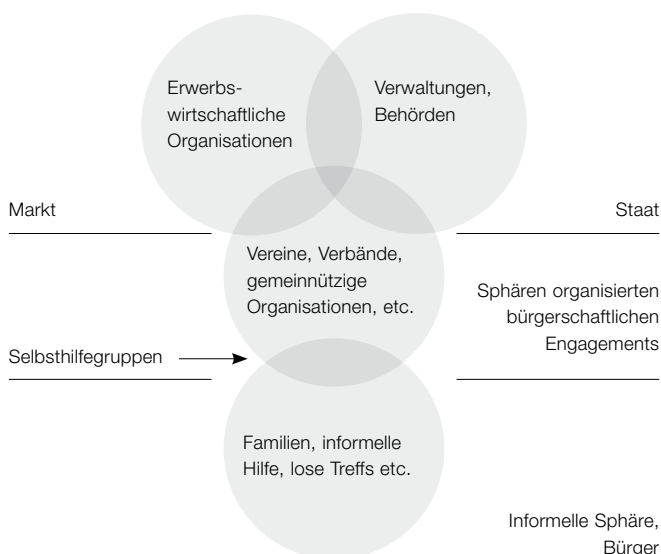 Erwerbs-
wirtschaftliche
Organisationen
Verwaltungen,
Behörden
Markt
Staat
Vereine, Verbände,
gemeinnützige
Organisationen, etc.
Sphären organisierten
bürgerschaftlichen
Engagements
Selbsthilfegruppen
Familien, informelle
Hilfe, lose Treffs etc.
Informelle Sphäre,
Bürger